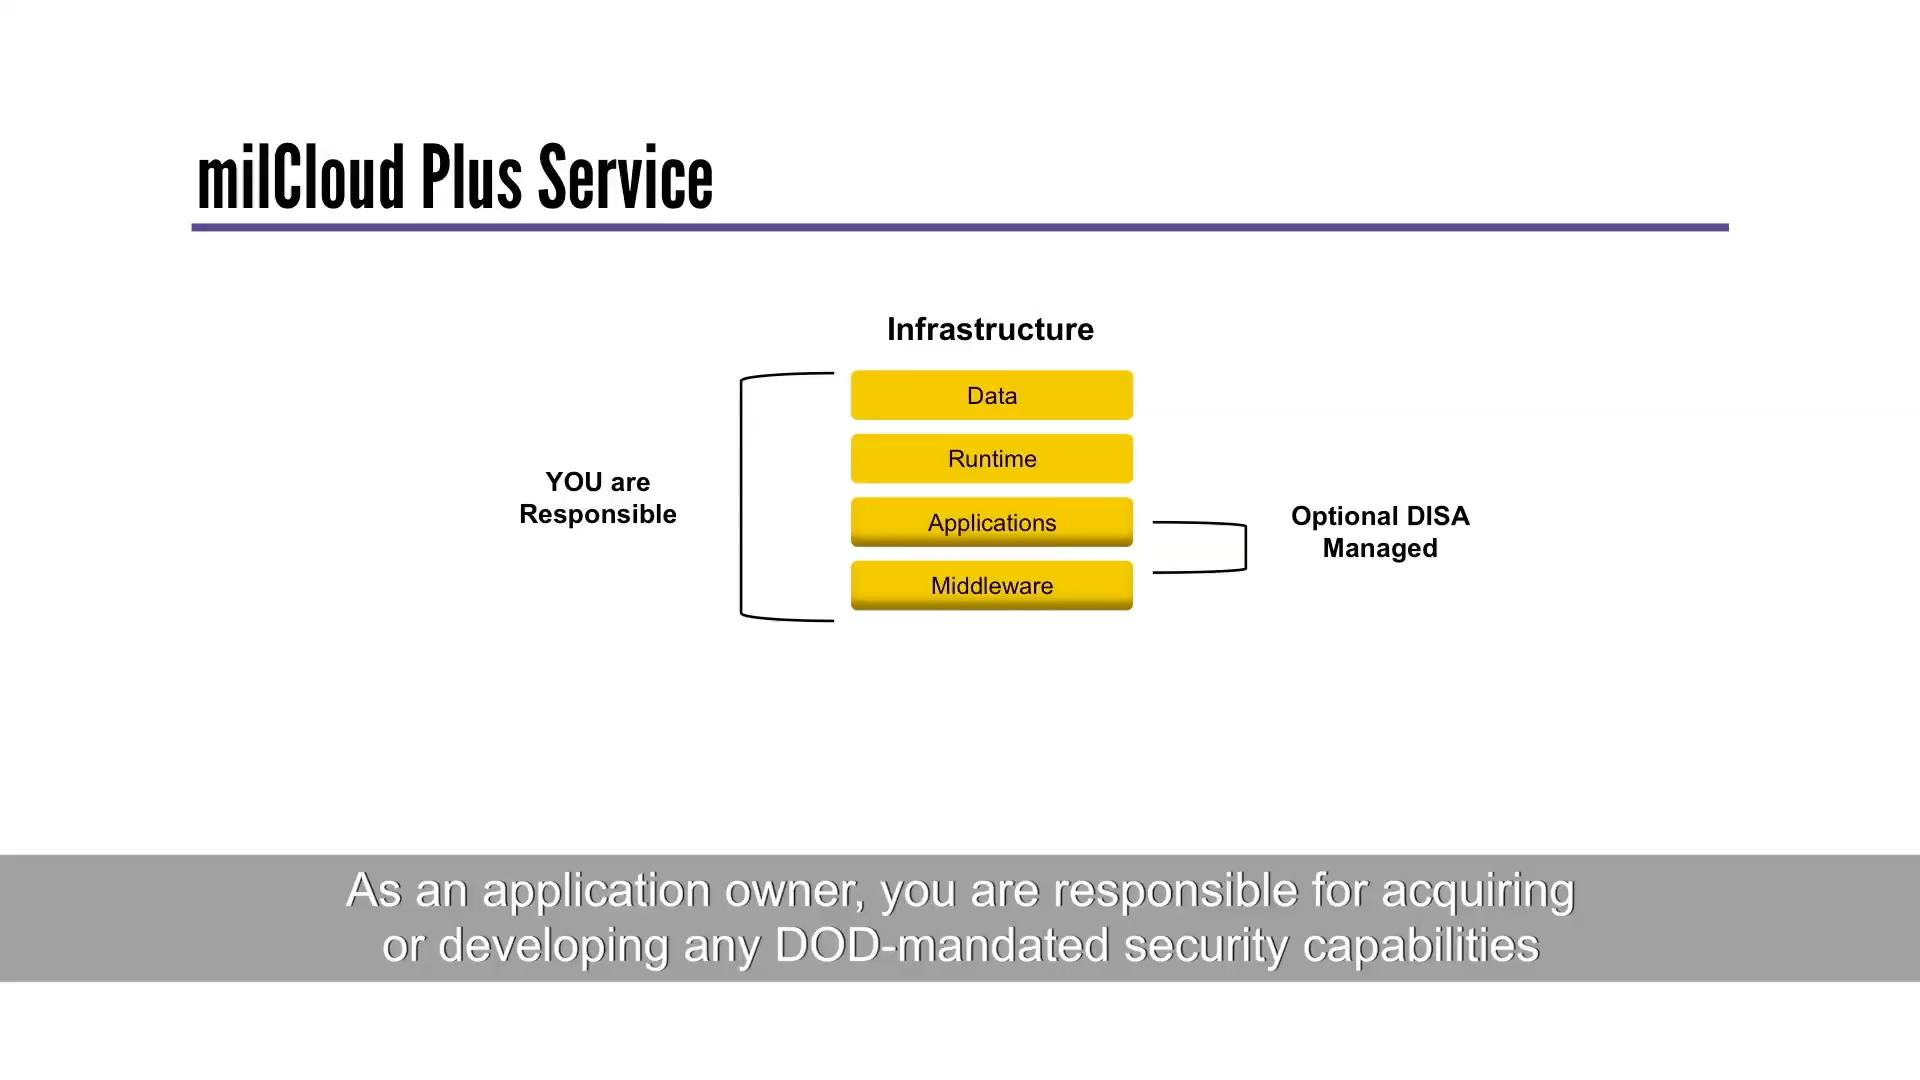 milCloud Plus Service
Infrastructure
Data
Runtime
Applications
Middleware
YOU are
Responsible
Optional DISA
Managed
As an application owner, you are responsible for acquiring
or developing any DOD-mandated security capabilities